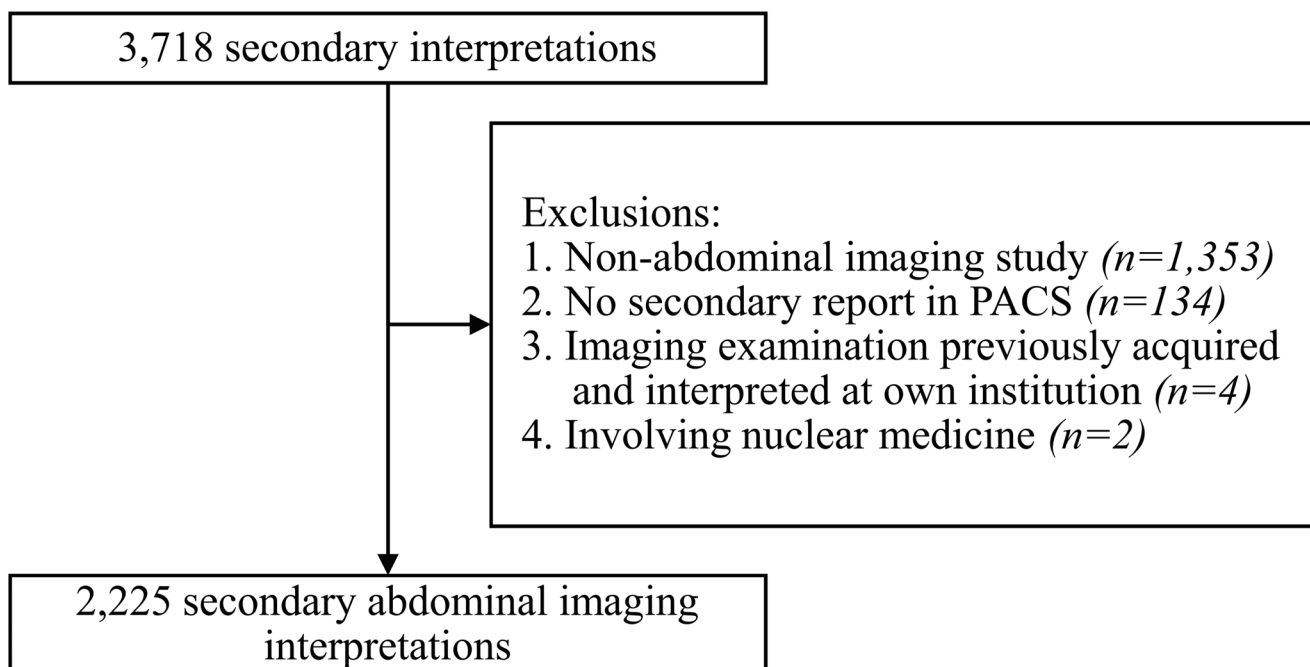 3,718 secondary interpretations
Exclusions:
1. Non-abdominal imaging study (n=1,353)
2. No secondary report in PACS (n=134)
3. Imaging examination previously acquired
and interpreted at own institution (n=4)
4. Involving nuclear medicine (n=2)
2,225 secondary abdominal imaging
interpretations